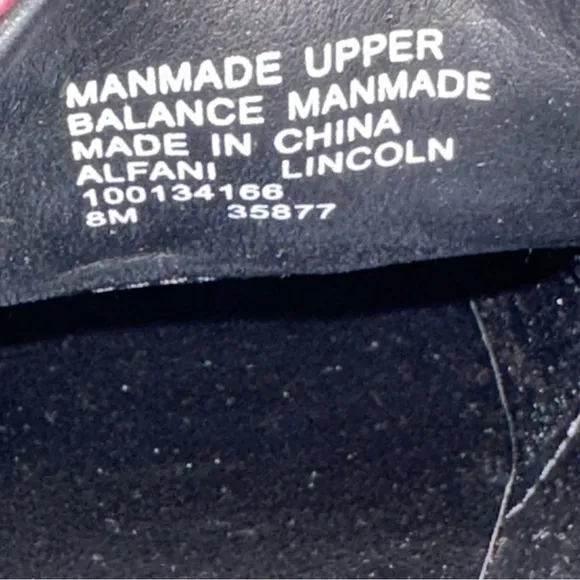 MANMADE UPPER
BALANCE MANMADE
MADE IN CHINA
ALFANI LINCOLN
100134166
8M 35877